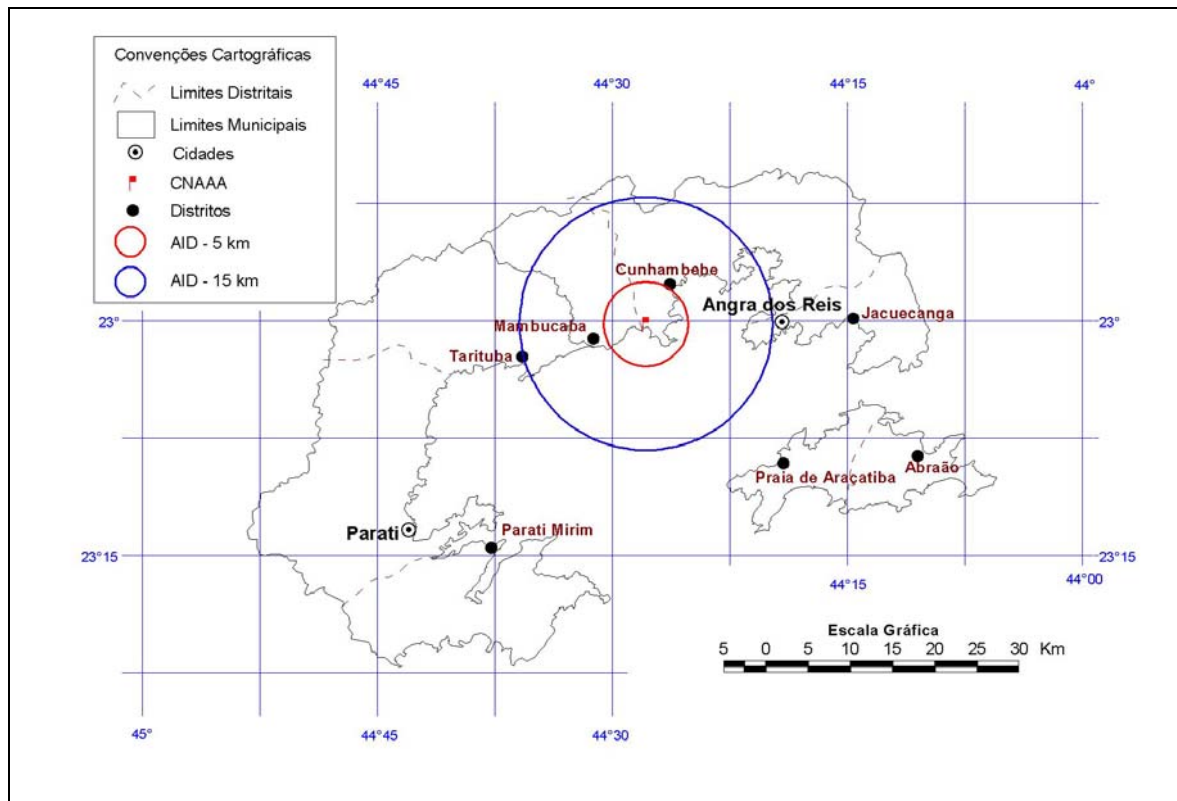 Convenções Cartográficas
Limites Distritais
Limites Municipais
Cidades
CNAAA
Distritos
AID - 5 km
AID - 15 km
44°45
44°30
44°15
44°
Cunhambebe
Angra dos Reis
Jacuecanga
23°
23°
Mambucaba
Tarituba
Praia de Araçatiba
Abraão
Parati
Parati Mirim
23°15
23°15
44°15
44°00
Escala Gráfica
5 0 5 10 15 20 25 30 Km
45°
44°45
44°30